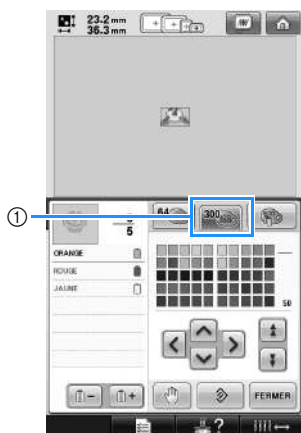 23.2 mm
36.3 mm
①
64
300
5
ORANGE
ROUGE
JAUNE
50
FERMER
?